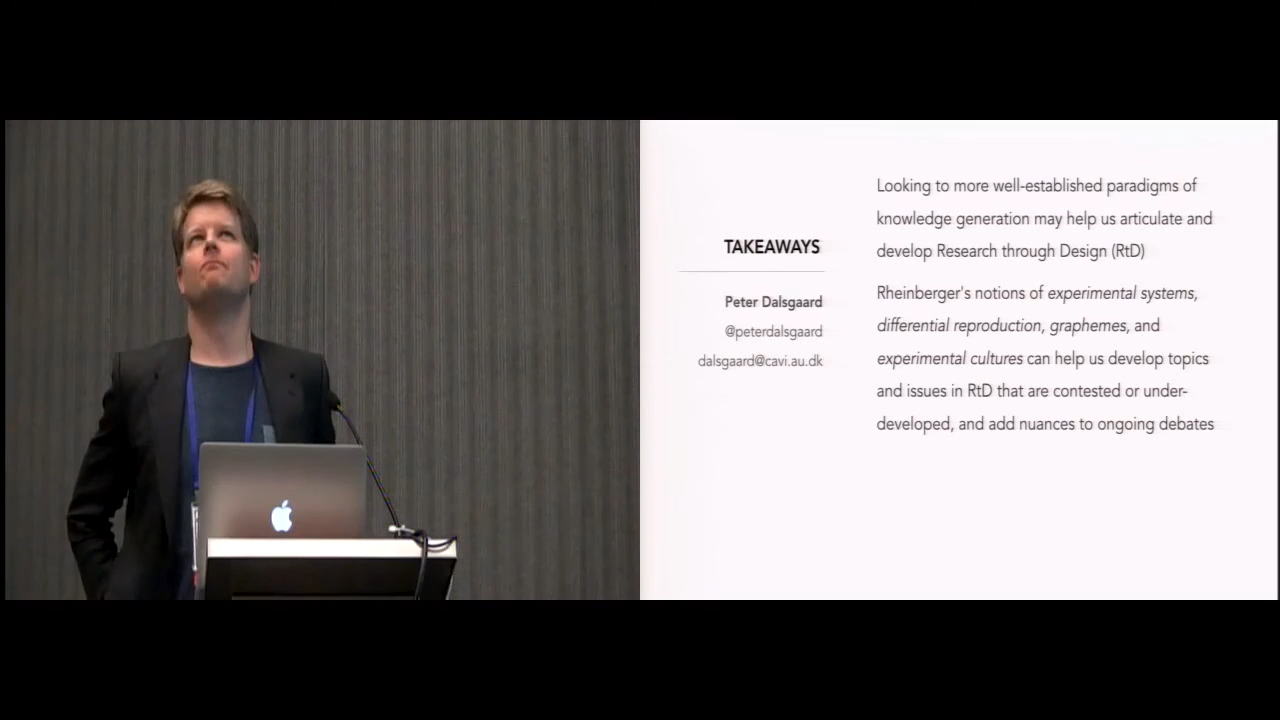 TAKEAWAYS
Peter Dalsgaard
@peterdalsgaard
dalsgaard@cavi.au.dk
Looking to more well-established paradigms of
knowledge generation may help us articulate and
develop Research through Design (RtD)
Rheinberger's notions of experimental systems,
differential reproduction, graphemes, and
experimental cultures can help us develop topics
and issues in RtD that are contested or under-
developed, and add nuances to ongoing debates